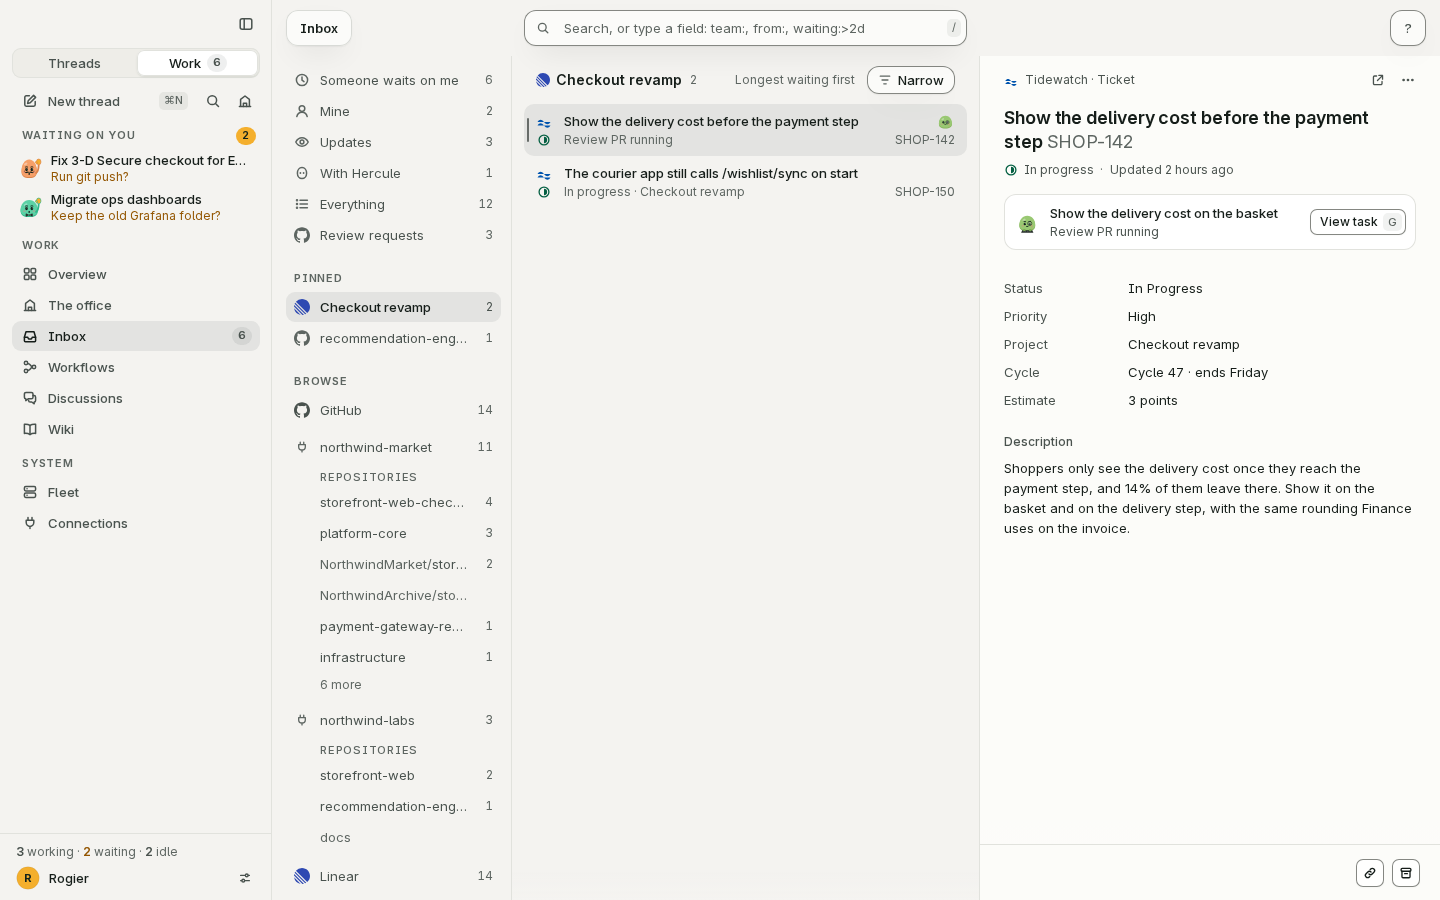 Threads
Work 6
New thread ⌘N
WAITING ON YOU 2
Fix 3-D Secure checkout for E…
Run git push?
Migrate ops dashboards
Keep the old Grafana folder?
WORK
Overview
The office
Inbox 6
Workflows
Discussions
Wiki
SYSTEM
Fleet
Connections
3 working · 2 waiting · 2 idle
R Rogier
Inbox
Someone waits on me 6
Mine 2
Updates 3
With Hercule 1
Everything 12
Review requests 3
PINNED
Checkout revamp 2
recommendation-eng… 1
BROWSE
GitHub 14
northwind-market 11
REPOSITORIES
storefront-web-chec… 4
platform-core 3
NorthwindMarket/stor… 2
NorthwindArchive/sto…
payment-gateway-re… 1
infrastructure 1
6 more
northwind-labs 3
REPOSITORIES
storefront-web 2
recommendation-eng… 1
docs
Linear 14
Search, or type a field: team:, from:, waiting:>2d /
Checkout revamp 2 Longest waiting first Narrow
Show the delivery cost before the payment step
Review PR running SHOP-142
The courier app still calls /wishlist/sync on start
In progress · Checkout revamp SHOP-150
?
Tidewatch · Ticket
Show the delivery cost before the payment
step SHOP-142
In progress · Updated 2 hours ago
Show the delivery cost on the basket
Review PR running
View task G
Status In Progress
Priority High
Project Checkout revamp
Cycle Cycle 47 · ends Friday
Estimate 3 points
Description
Shoppers only see the delivery cost once they reach the
payment step, and 14% of them leave there. Show it on the
basket and on the delivery step, with the same rounding Finance
uses on the invoice.